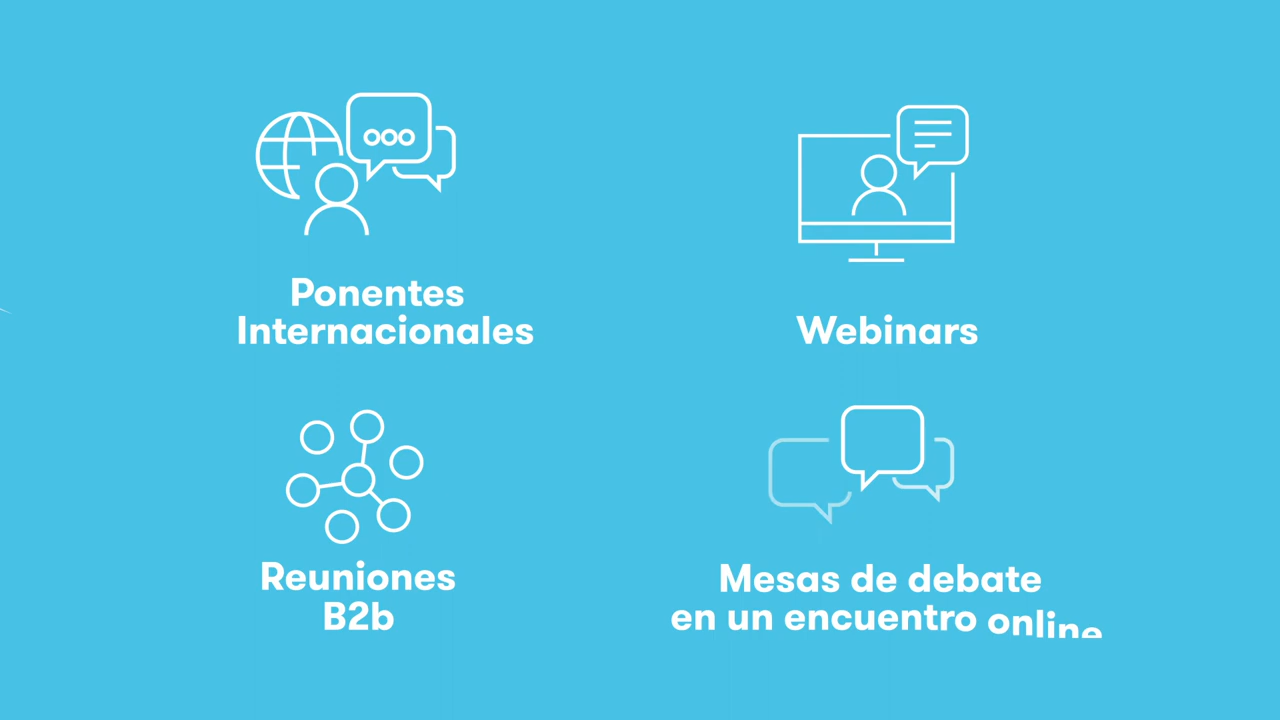 Ponentes
Internacionales
Webinars
Reuniones
B2b
Mesas de debate
en un encuentro online